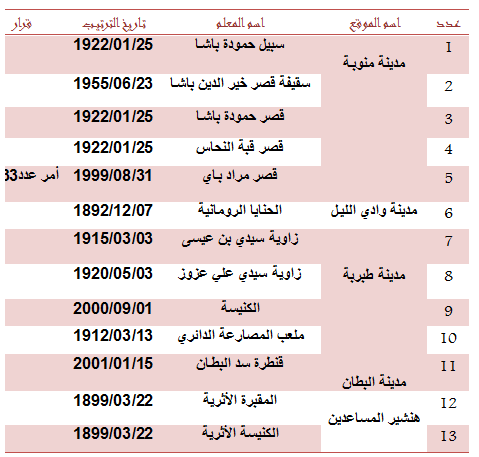 عدد اسم الموقع اسم المعلم تاريخ الترتيب قرار
1 مدينة منوبة سبيل حمودة باشا 1922/01/25
2 سقيفة قصر خير الدين باشا 1955/06/23
3 قصر حمودة باشا 1922/01/25
4 قصر قبة النحاس 1922/01/25
5 قصر مراد باي 1999/08/31 أمر عدد83
6 مدينة وادي الليل الحنايا الرومانية 1892/12/07
7 زاوية سيدي بن عيسى 1915/03/03
8 مدينة طبربة زاوية سيدي علي عزوز 1920/05/03
9 الكنيسة 2000/09/01
10 ملعب المصارعة الدائري 1912/03/13
11 مدينة البطان قنطرة سد البطان 2001/01/15
12 هنشير المساعدين المقبرة الأثرية 1899/03/22
13 الكنيسة الأثرية 1899/03/22